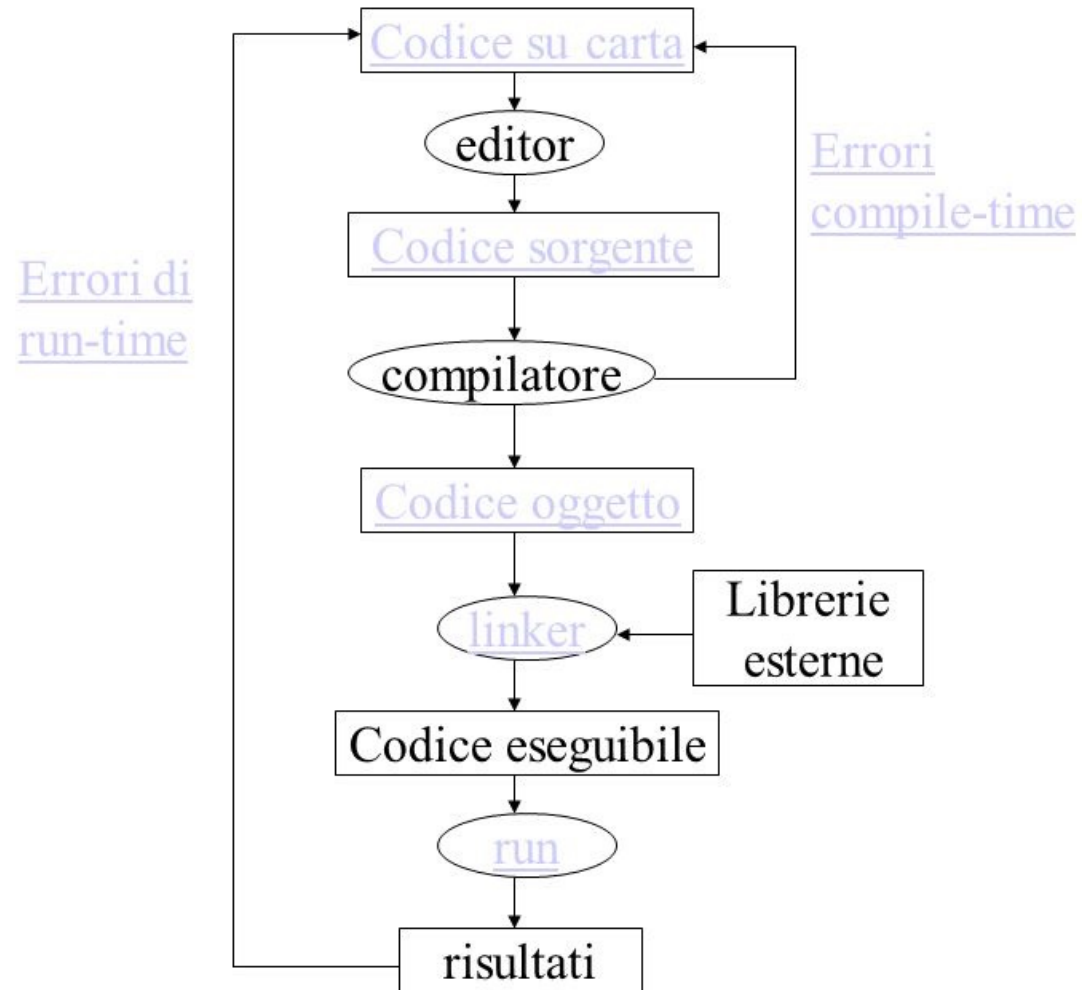 Codice su carta
editor
Errori
compile-time
Codice sorgente
Errori di
run-time
compilatore
Codice oggetto
linker
Librerie
esterne
Codice eseguibile
run
risultati